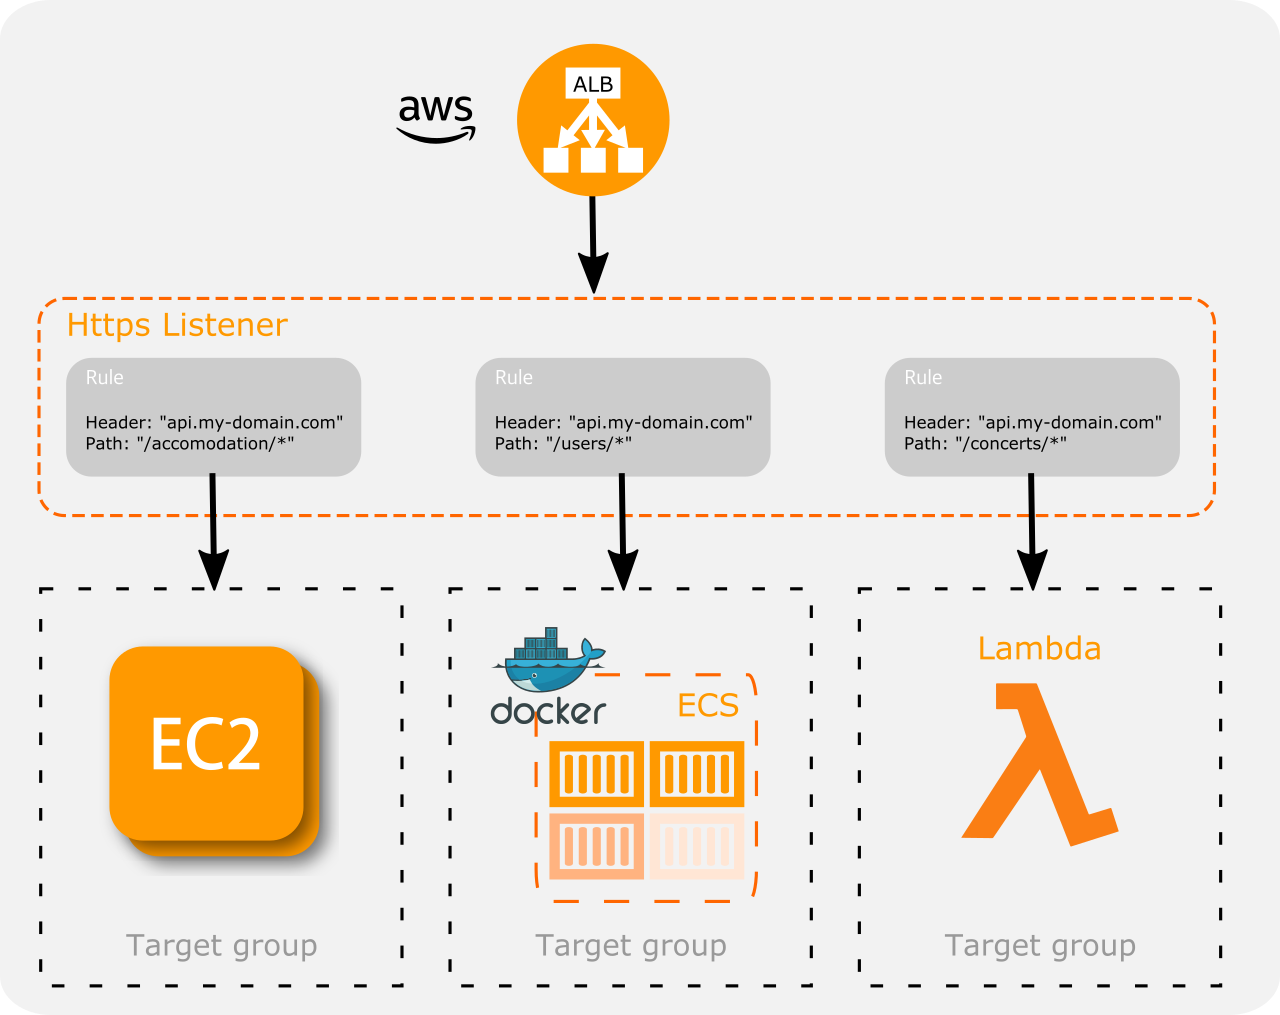 aws
ALB
Https Listener
Rule
Header: "api.my-domain.com"
Path: "/accomodation/*"
Rule
Header: "api.my-domain.com"
Path: "/users/*"
Rule
Header: "api.my-domain.com"
Path: "/concerts/*"
EC2
Target group
docker
ECS
Target group
Lambda
Target group